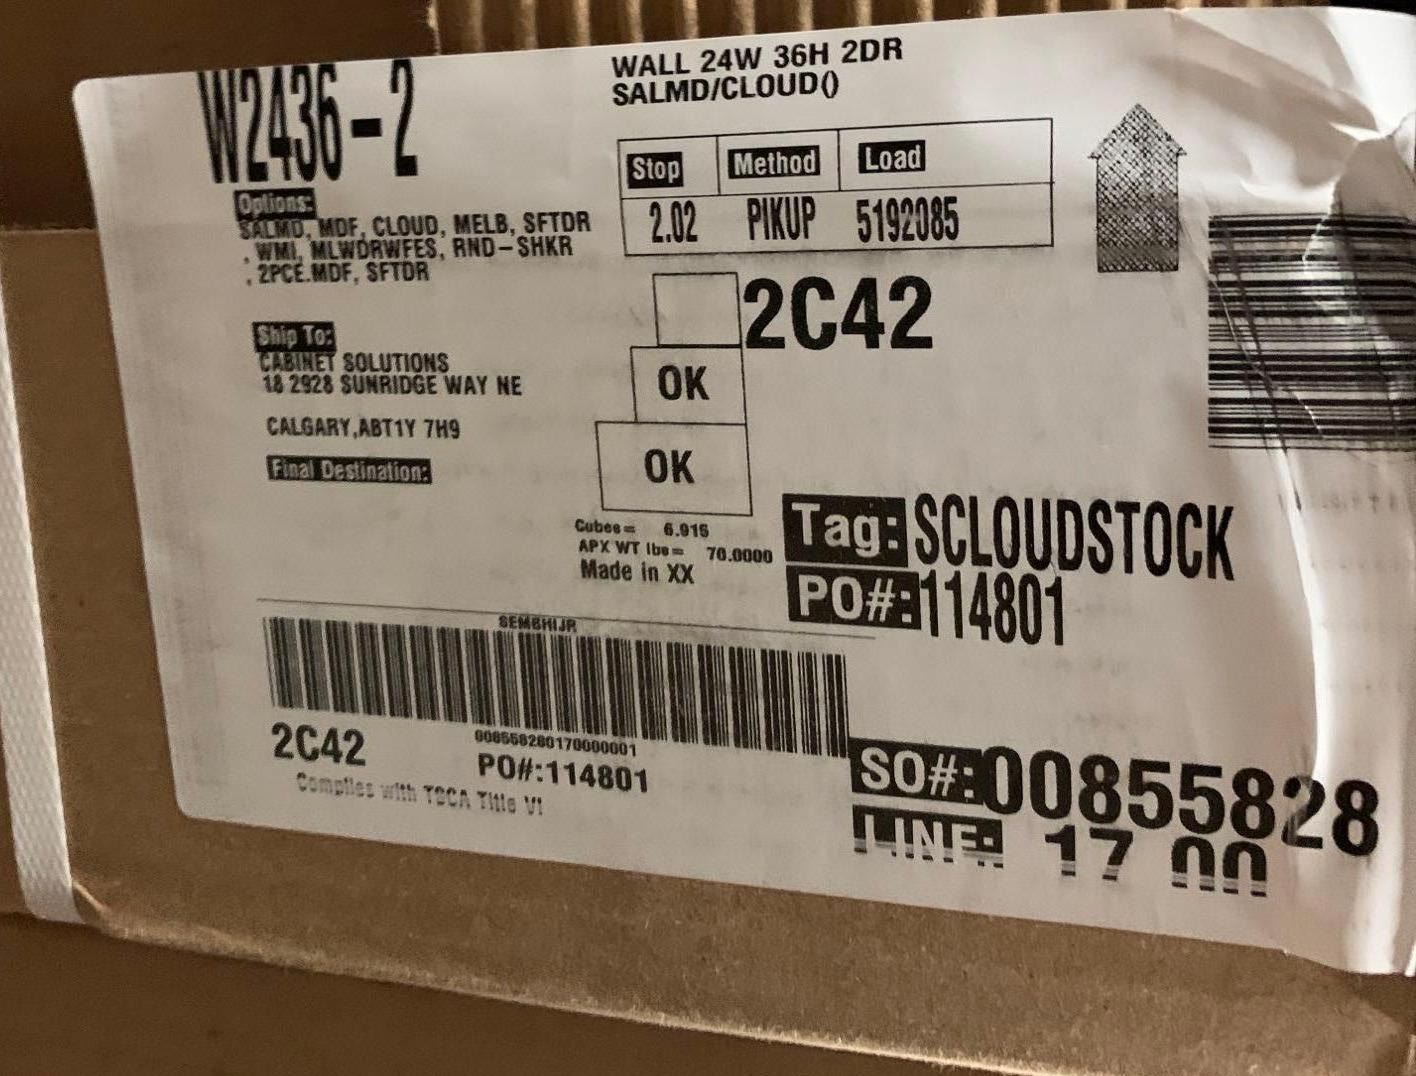 W2436-2
WALL 24W 36H 2DR
SALMD/CLOUD()
Options:
SALMD, MDF, CLOUD, MELB, SFTDR
, WMI, MLWDRWFES, RND-SHKR
, 2PCE.MDF, SFTDR
Stop Method Load
2.02 PIKUP 5192085
2C42
OK
OK
Ship To:
CABINET SOLUTIONS
18 2928 SUNRIDGE WAY NE
CALGARY,ABT1Y 7H9
Final Destination:
Cubes= 6.915
APX WT lbs= 70.0000
Made in XX
Tag: SCLOUDSTOCK
PO#: 114801
SEMBHIJR
008558280170000001
2C42
PO#:114801
Complies with TSCA Title VI
SO#: 00855828
LINE: 17.00